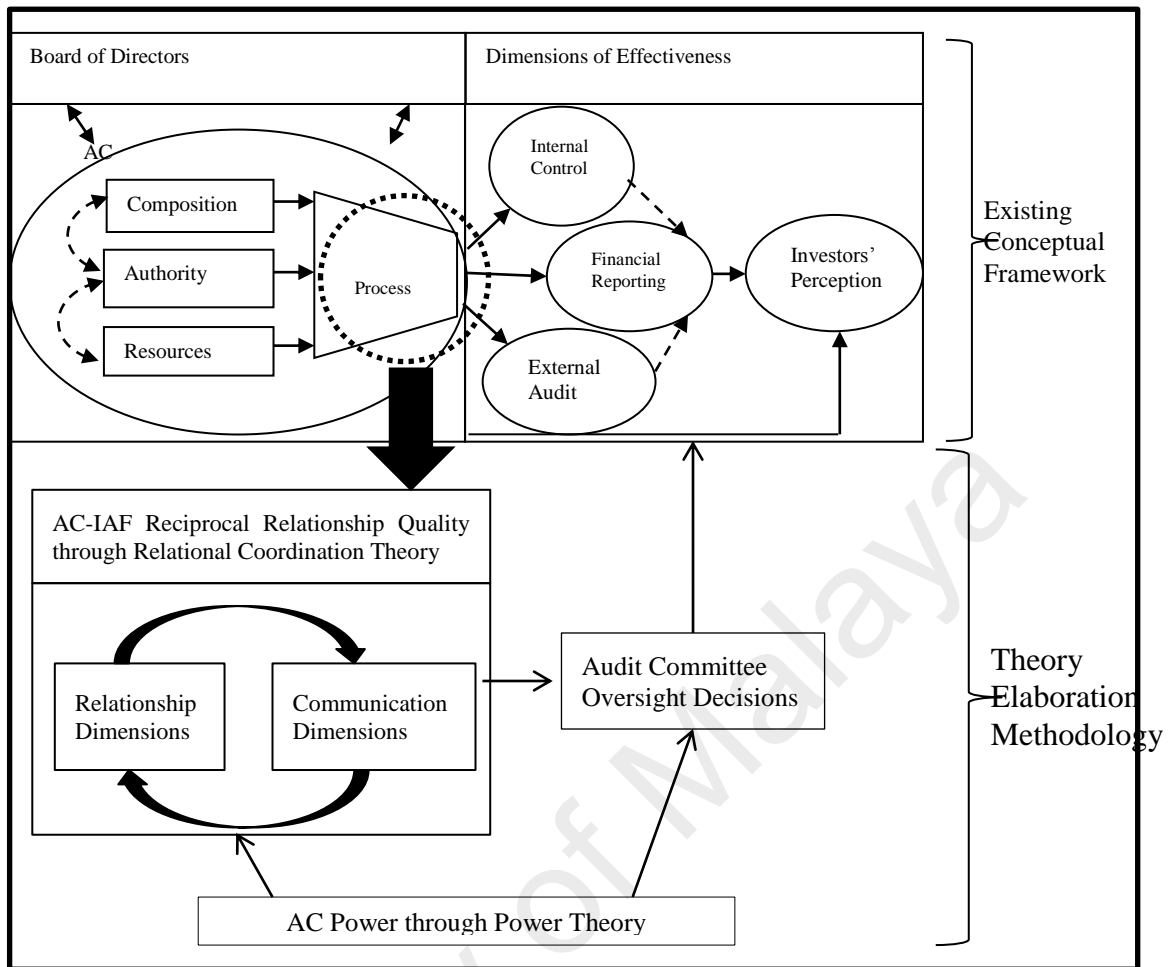 Board of Directors
Dimensions of Effectiveness
AC
Composition
Authority
Resources
Process
Internal
Control
Financial
Reporting
External
Audit
Investors’
Perception
Existing
Conceptual
Framework
AC-IAF Reciprocal Relationship Quality
through Relational Coordination Theory
Relationship
Dimensions
Communication
Dimensions
Audit Committee
Oversight Decisions
AC Power through Power Theory
Theory
Elaboration
Methodology
of Malaya